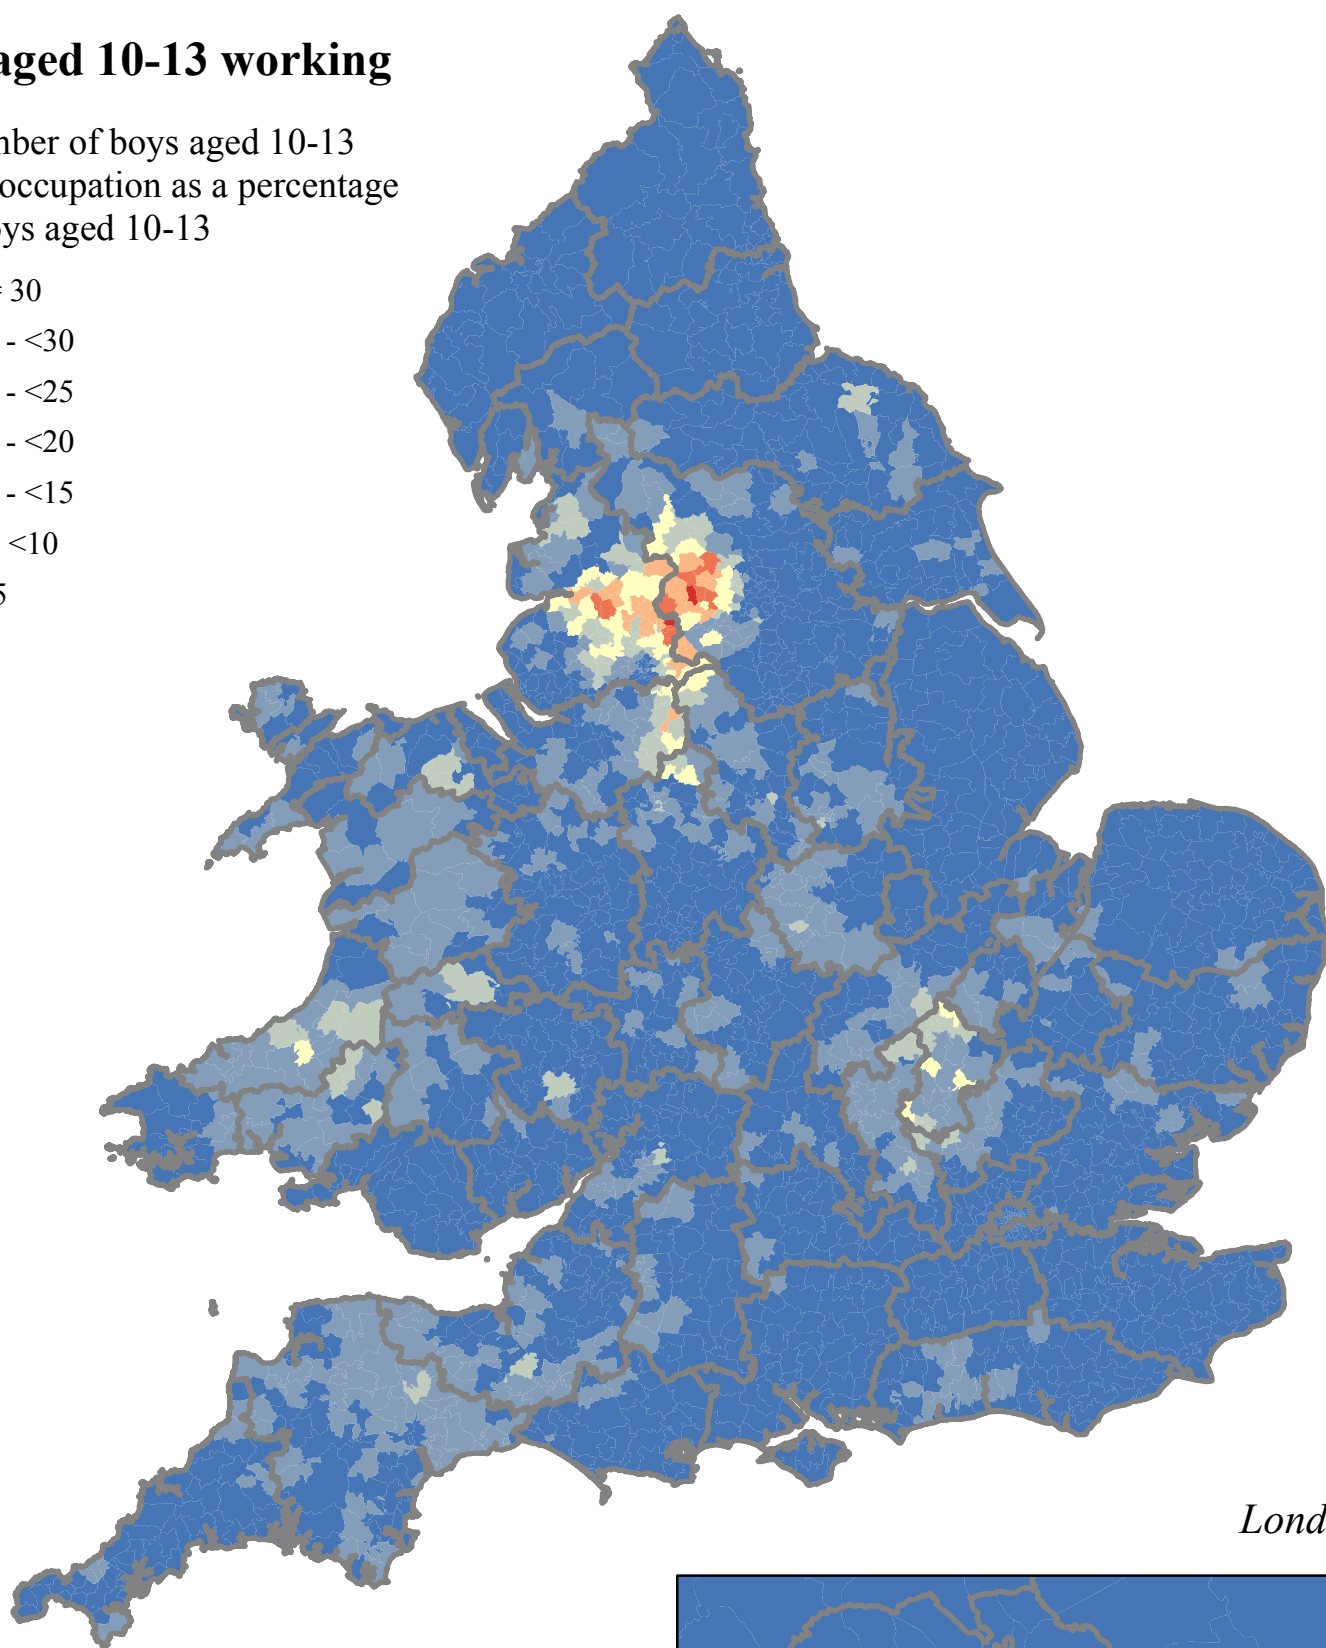 aged 10-13 working
nber of boys aged 10-13
occupation as a percentage
oys aged 10-13
= 30
- <30
- <25
- <20
- <15
<10
5
Lond